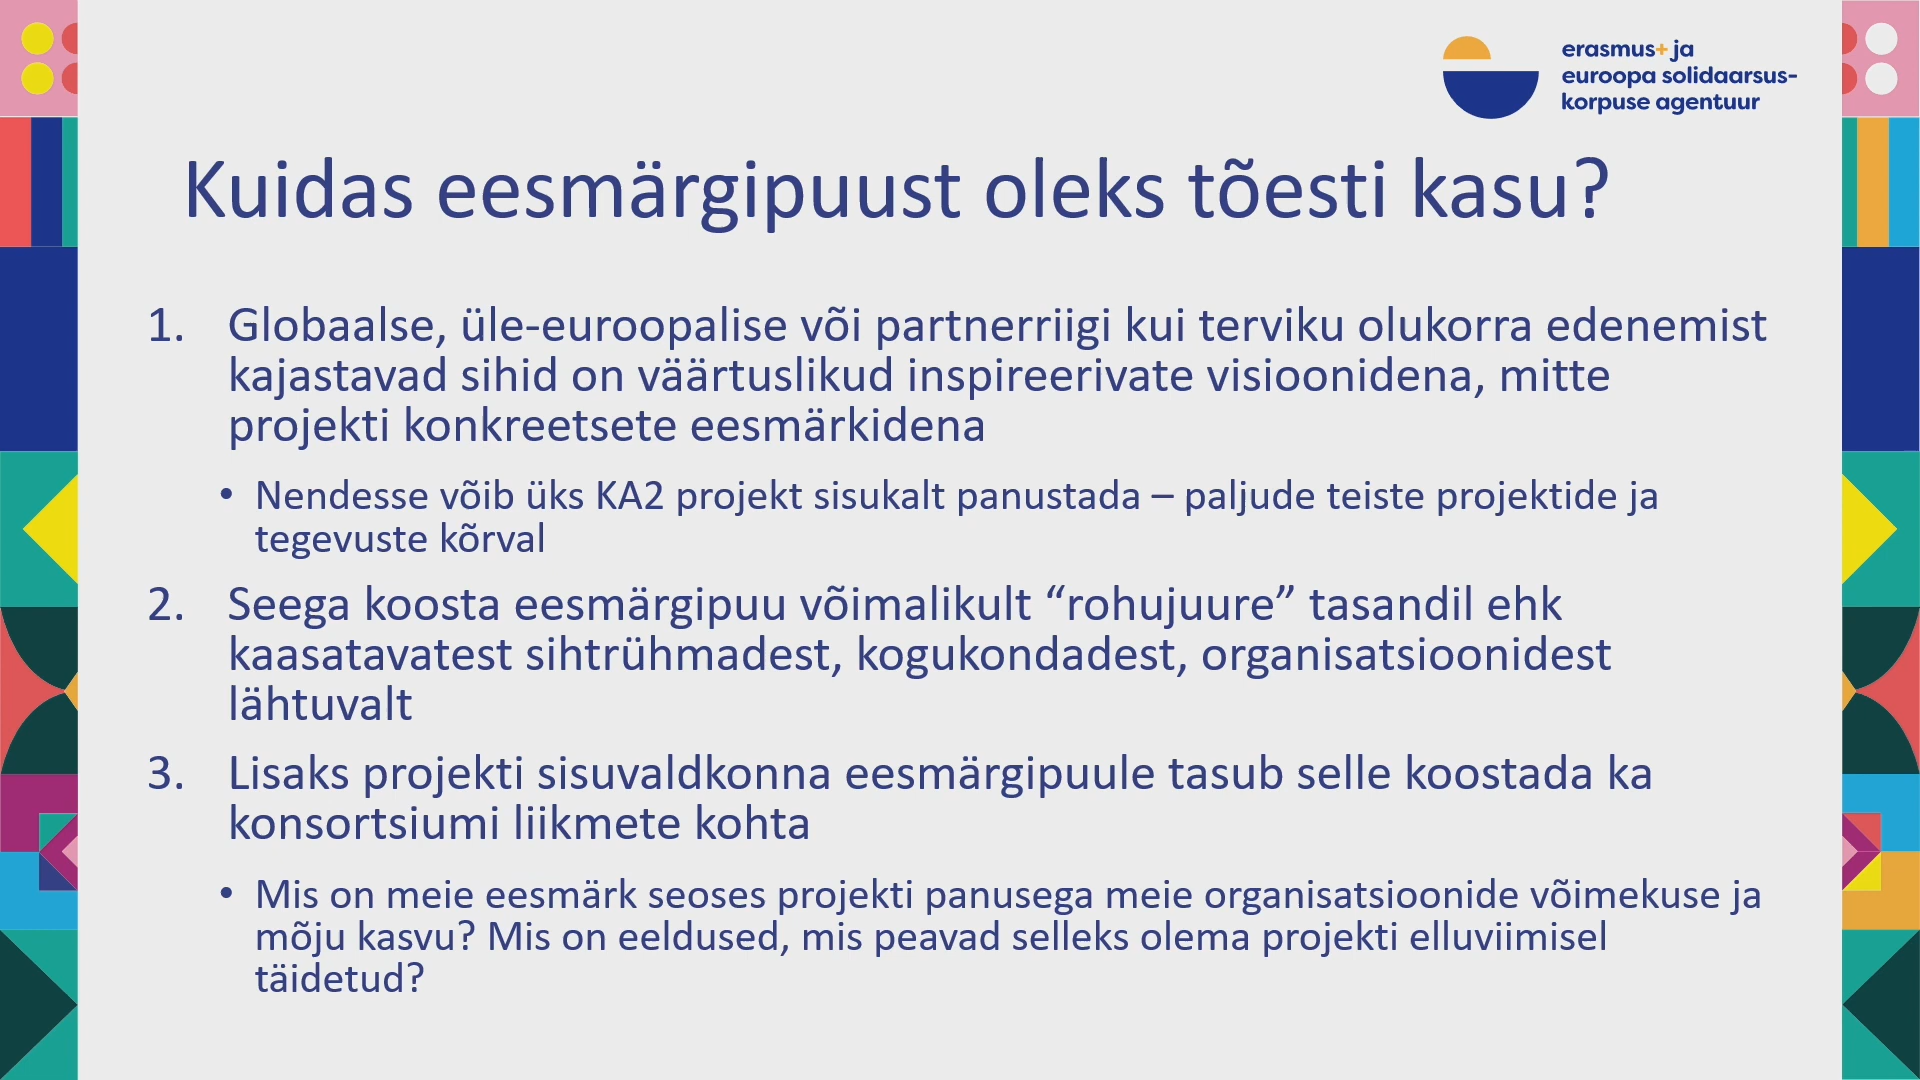 erasmus+ ja
euroopa solidaarsus-
korpuse agentuur
Kuidas eesmärgipuust oleks tõesti kasu?
1. Globaalse, üle-euroopalise või partnerriigi kui terviku olukorra edenemist
kajastavad sihid on väärtuslikud inspireerivate visioonidena, mitte
projekti konkreetsete eesmärkidena
• Nendesse võib üks KA2 projekt sisukalt panustada – paljude teiste projektide ja
tegevuste kõrval
2. Seega koosta eesmärgipuu võimalikult “rohujuure” tasandil ehk
kaasatavatest sihtrühmadest, kogukondadest, organisatsioonidest
lähtuvalt
3. Lisaks projekti sisuvaldkonna eesmärgipuule tasub selle koostada ka
konsortsiumi liikmete kohta
• Mis on meie eesmärk seoses projekti panusega meie organisatsioonide võimekuse ja
mõju kasvu? Mis on eeldused, mis peavad selleks olema projekti elluviimisel
täidetud?